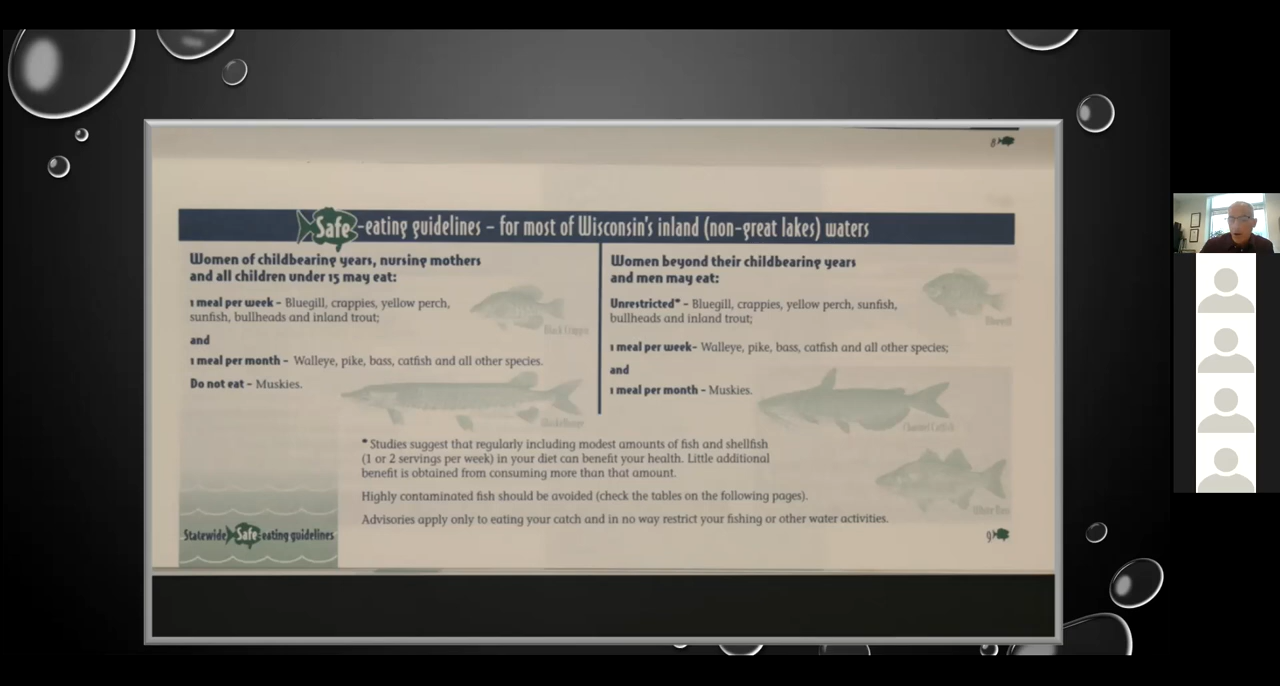 8
Safe-eating guidelines – for most of Wisconsin's inland (non-great lakes) waters
Women of childbearing years, nursing mothers
and all children under 15 may eat:
1 meal per week – Bluegill, crappies, yellow perch,
sunfish, bullheads and inland trout;
and
1 meal per month – Walleye, pike, bass, catfish and all other species.
Do not eat – Muskies.
Black Crappie
Women beyond their childbearing years
and men may eat:
Unrestricted* – Bluegill, crappies, yellow perch, sunfish,
bullheads and inland trout;
1 meal per week– Walleye, pike, bass, catfish and all other species;
and
1 meal per month – Muskies.
Bluegill
Channel Catfish
* Studies suggest that regularly including modest amounts of fish and shellfish
(1 or 2 servings per week) in your diet can benefit your health. Little additional
benefit is obtained from consuming more than that amount.
Highly contaminated fish should be avoided (check the tables on the following pages).
Advisories apply only to eating your catch and in no way restrict your fishing or other water activities.
White Bass
Statewide Safe-eating guidelines
9